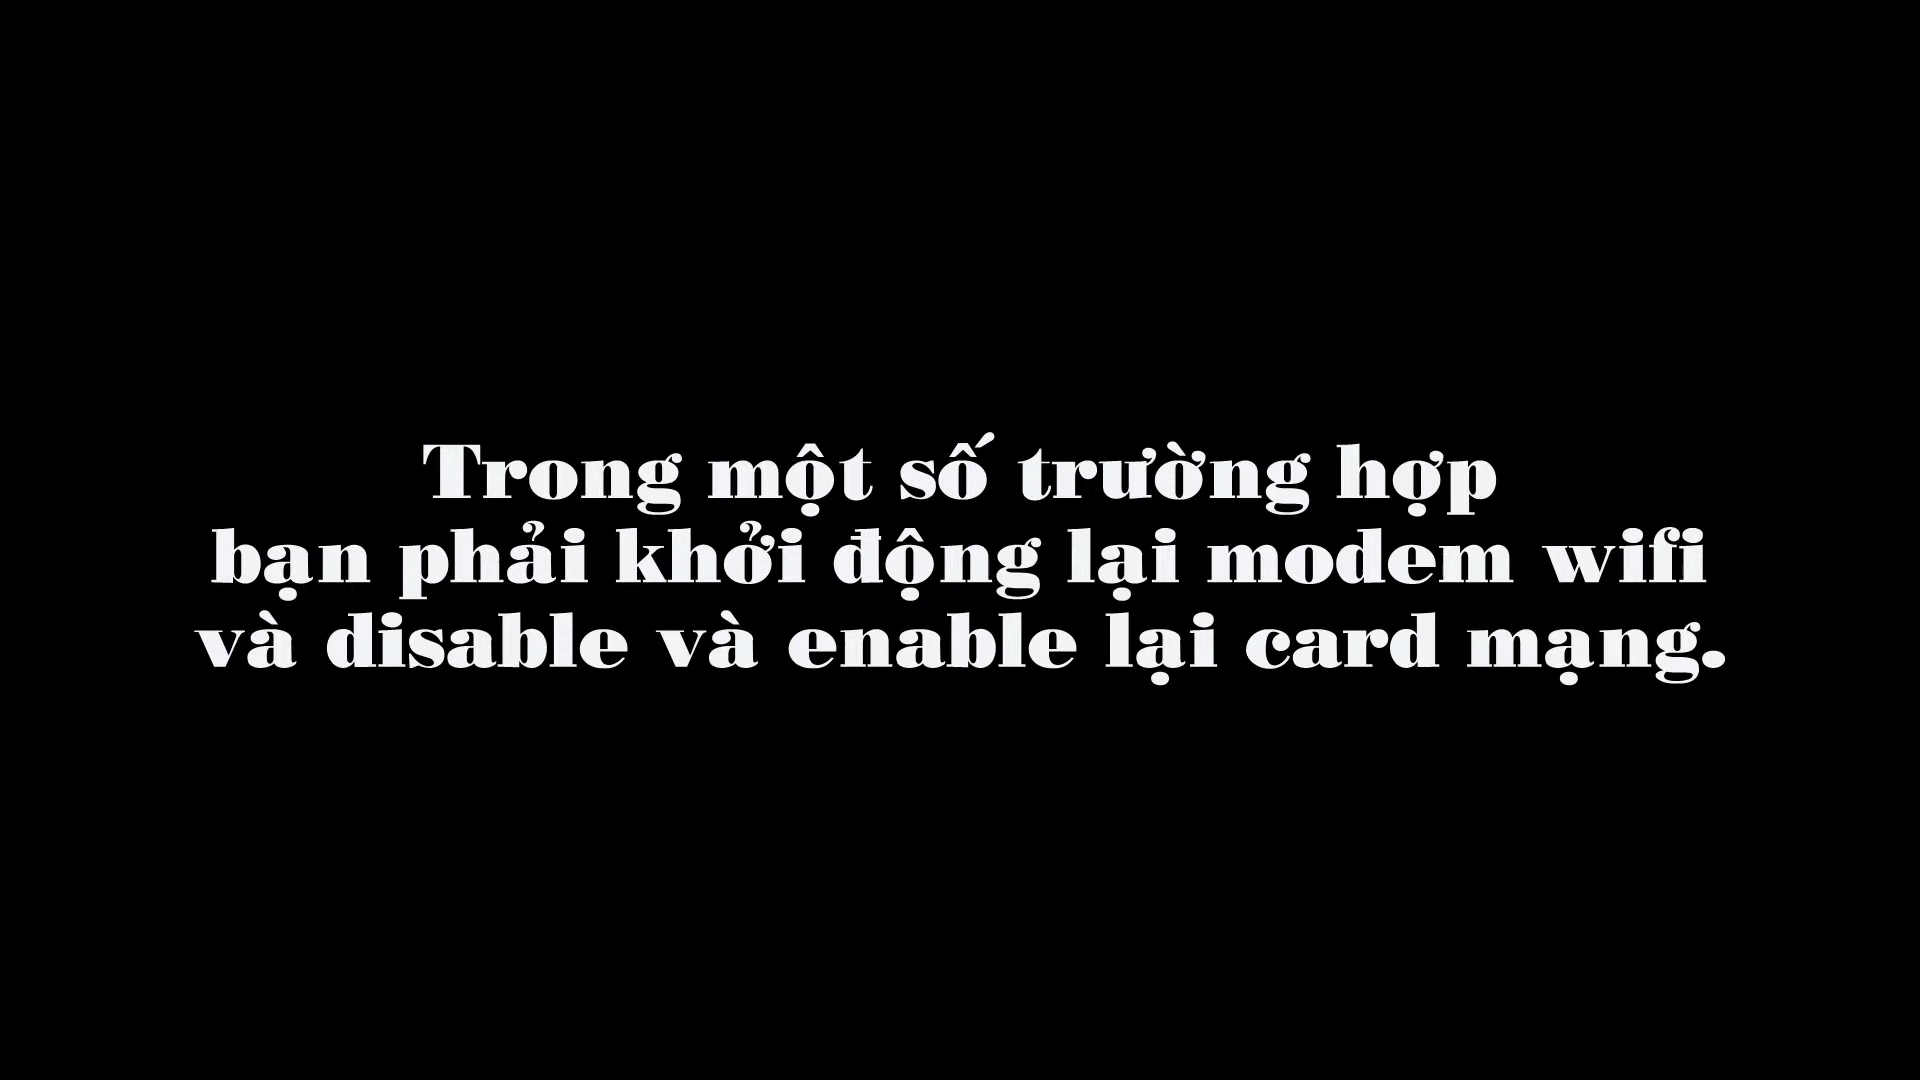 Trong một số trường hợp
bạn phải khởi động lại modem wifi
và disable và enable lại card mạng.